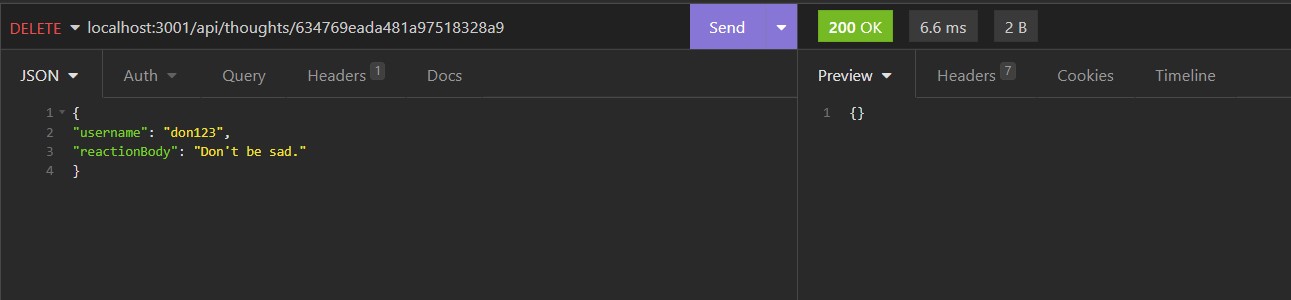 DELETE localhost:3001/api/thoughts/634769eada481a97518328a9 Send 200 OK 6.6 ms 2 B
JSON Auth Query Headers 1 Docs Preview Headers 7 Cookies Timeline
1 { 1 {}
2 "username": "don123",
3 "reactionBody": "Don't be sad."
4 }